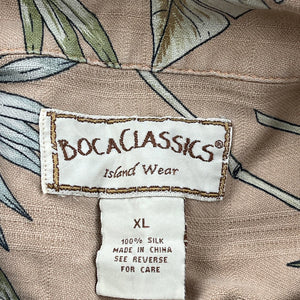 BOCACLASSICS®
Island Wear
XL
100% SILK
MADE IN CHINA
SEE REVERSE
FOR CARE